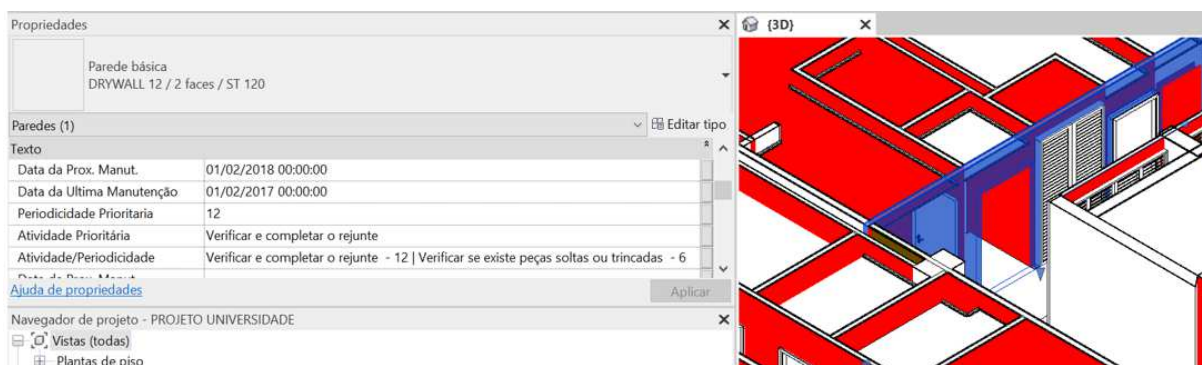 Propriedades
Parede básica
DRYWALL 12 / 2 faces / ST 120
Paredes (1)
Editar tipo
Texto
Data da Prox. Manut. 01/02/2018 00:00:00
Data da Ultima Manutenção 01/02/2017 00:00:00
Periodicidade Prioritaria 12
Atividade Prioritária Verificar e completar o rejunte
Atividade/Periodicidade Verificar e completar o rejunte - 12 | Verificar se existe peças soltas ou trincadas - 6
Ajuda de propriedades
Aplicar
Navegador de projeto - PROJETO UNIVERSIDADE
Vistas (todas)
Plantas de piso
{3D}